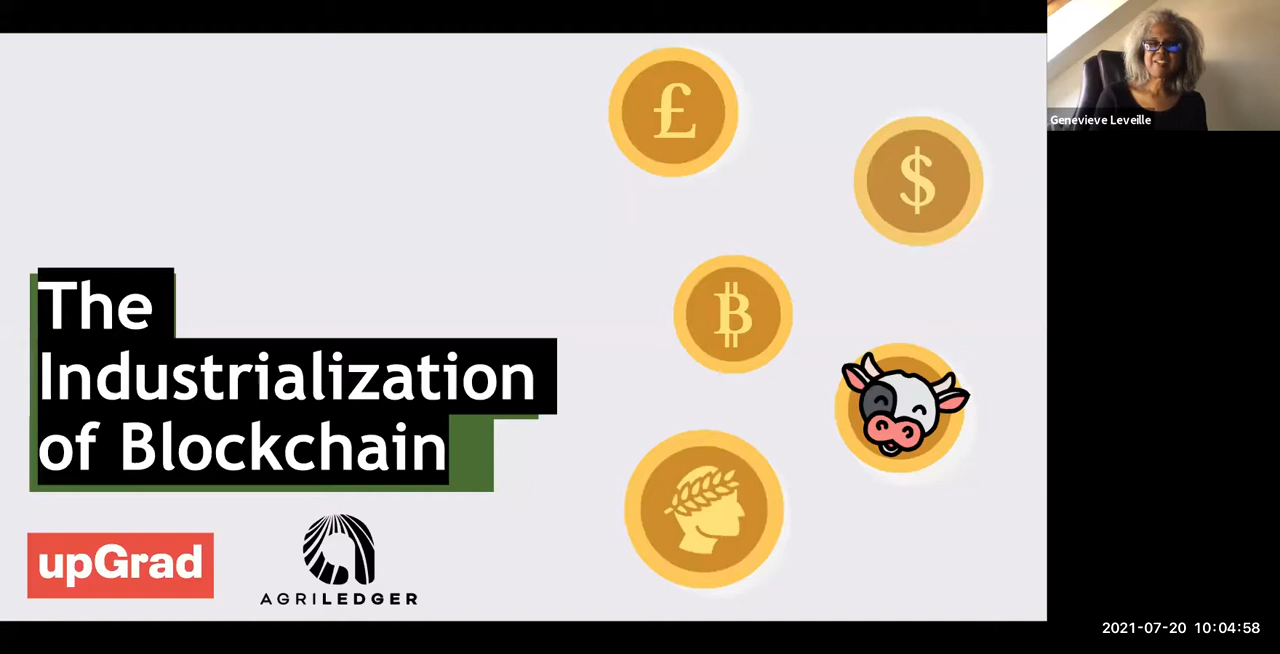 Genevieve Leveille
£
$
B
The
Industrialization
of Blockchain
upGrad
AGRILEDGER
2021-07-20 10:04:58